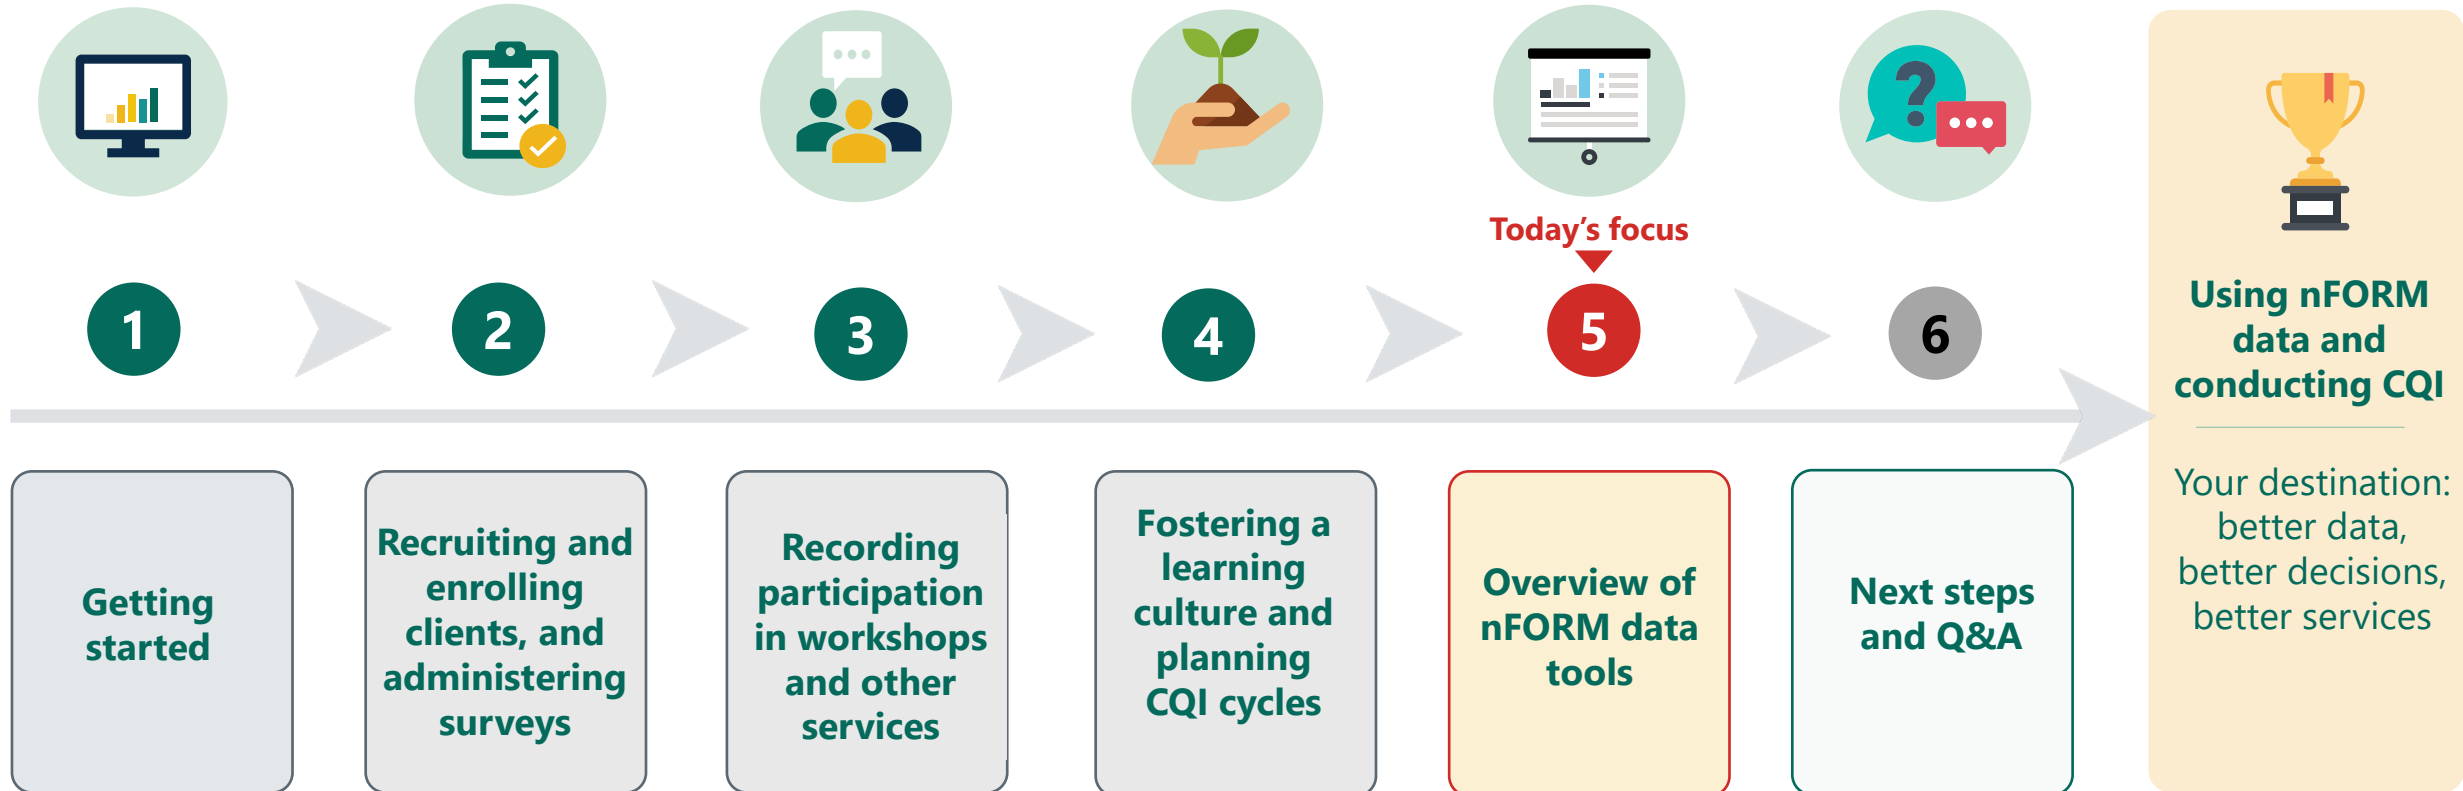 Today's focus
1
2
3
4
5
6
Getting
started
Recruiting and
enrolling
clients, and
administering
surveys
Recording
participation
in workshops
and other
services
Fostering a
learning
culture and
planning
CQI cycles
Overview of
nFORM data
tools
Next steps
and Q&A
Using nFORM
data and
conducting CQI
Your destination:
better data,
better decisions,
better services